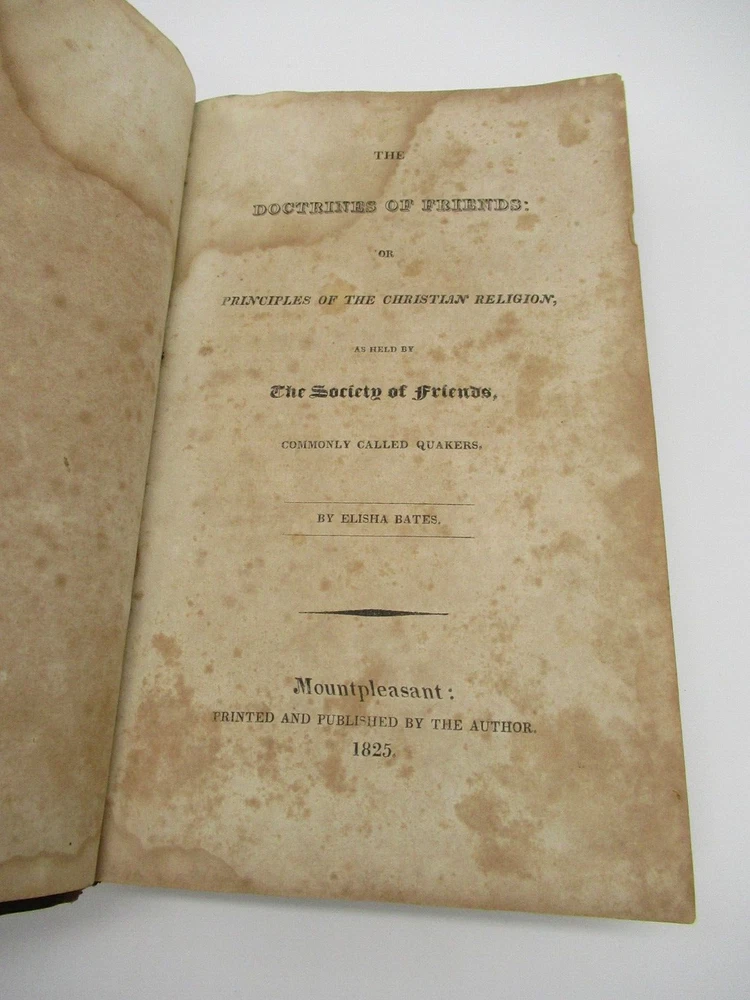 THE
DOCTRINES OF FRIENDS:
OR
PRINCIPLES OF THE CHRISTIAN RELIGION,
AS HELD BY
The Society of Friends,
COMMONLY CALLED QUAKERS.
BY ELISHA BATES.
Mountpleasant:
PRINTED AND PUBLISHED BY THE AUTHOR.
1825.